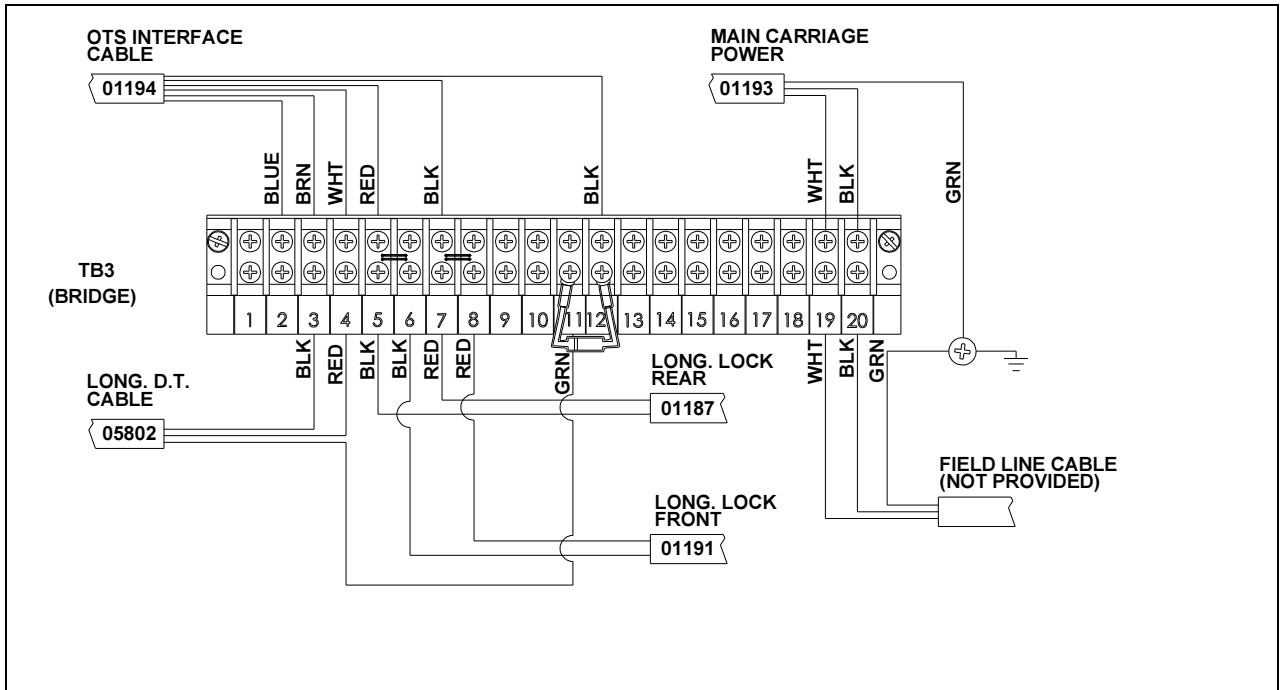 OTS INTERFACE
CABLE
01194
MAIN CARRIAGE
POWER
01193
BLUE
BRN
WHT
RED
BLK
BLK
WHT
BLK
GRN
TB3
(BRIDGE)
1 2 3 4 5 6 7 8 9 10 11 12 13 14 15 16 17 18 19 20
BLK
RED
BLK
BLK
RED
RED
GRN
WHT
BLK
GRN
LONG. D.T.
CABLE
05802
LONG. LOCK
REAR
01187
LONG. LOCK
FRONT
01191
FIELD LINE CABLE
(NOT PROVIDED)